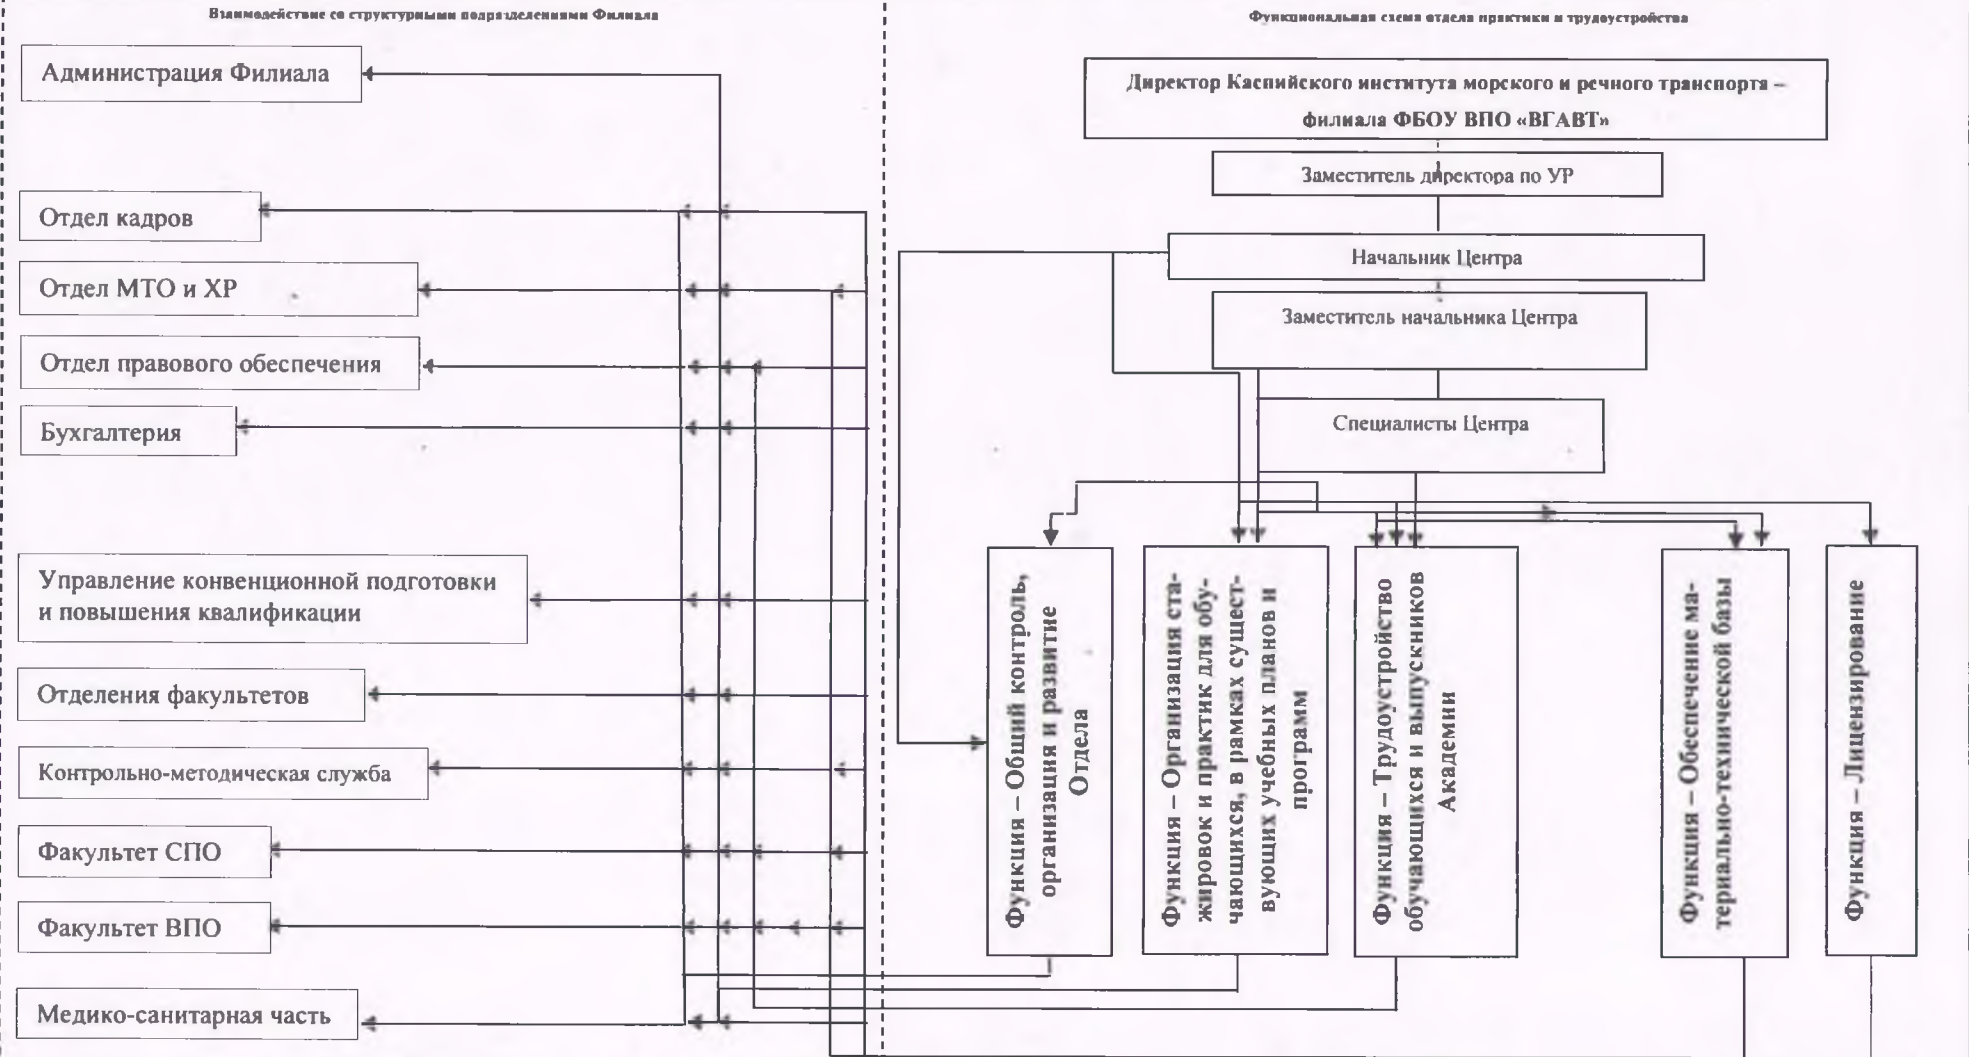 Взаимодействие со структурными подразделениями Филиала
Администрация Филиала
Отдел кадров
Отдел МТО и ХР
Отдел правового обеспечения
Бухгалтерия
Управление конвенционной подготовки
и повышения квалификации
Отделения факультетов
Контрольно-методическая служба
Факультет СПО
Факультет ВПО
Медико-санитарная часть
Функциональная схема отдела практики и трудоустройства
Директор Каспийского института морского и речного транспорта –
филиала ФБОУ ВПО «ВГАВТ»
Заместитель директора по УР
Начальник Центра
Заместитель начальника Центра
Специалисты Центра
Функция – Общий контроль,
организация и развитие
Отдела
Функция – Организация ста-
жировок и практик для обу-
чающихся, в рамках сущест-
вующих учебных планов и
программ
Функция – Трудоустройство
обучающихся и выпускников
Академии
Функция – Обеспечение ма-
териально-технической базы
Функция – Лицензирование